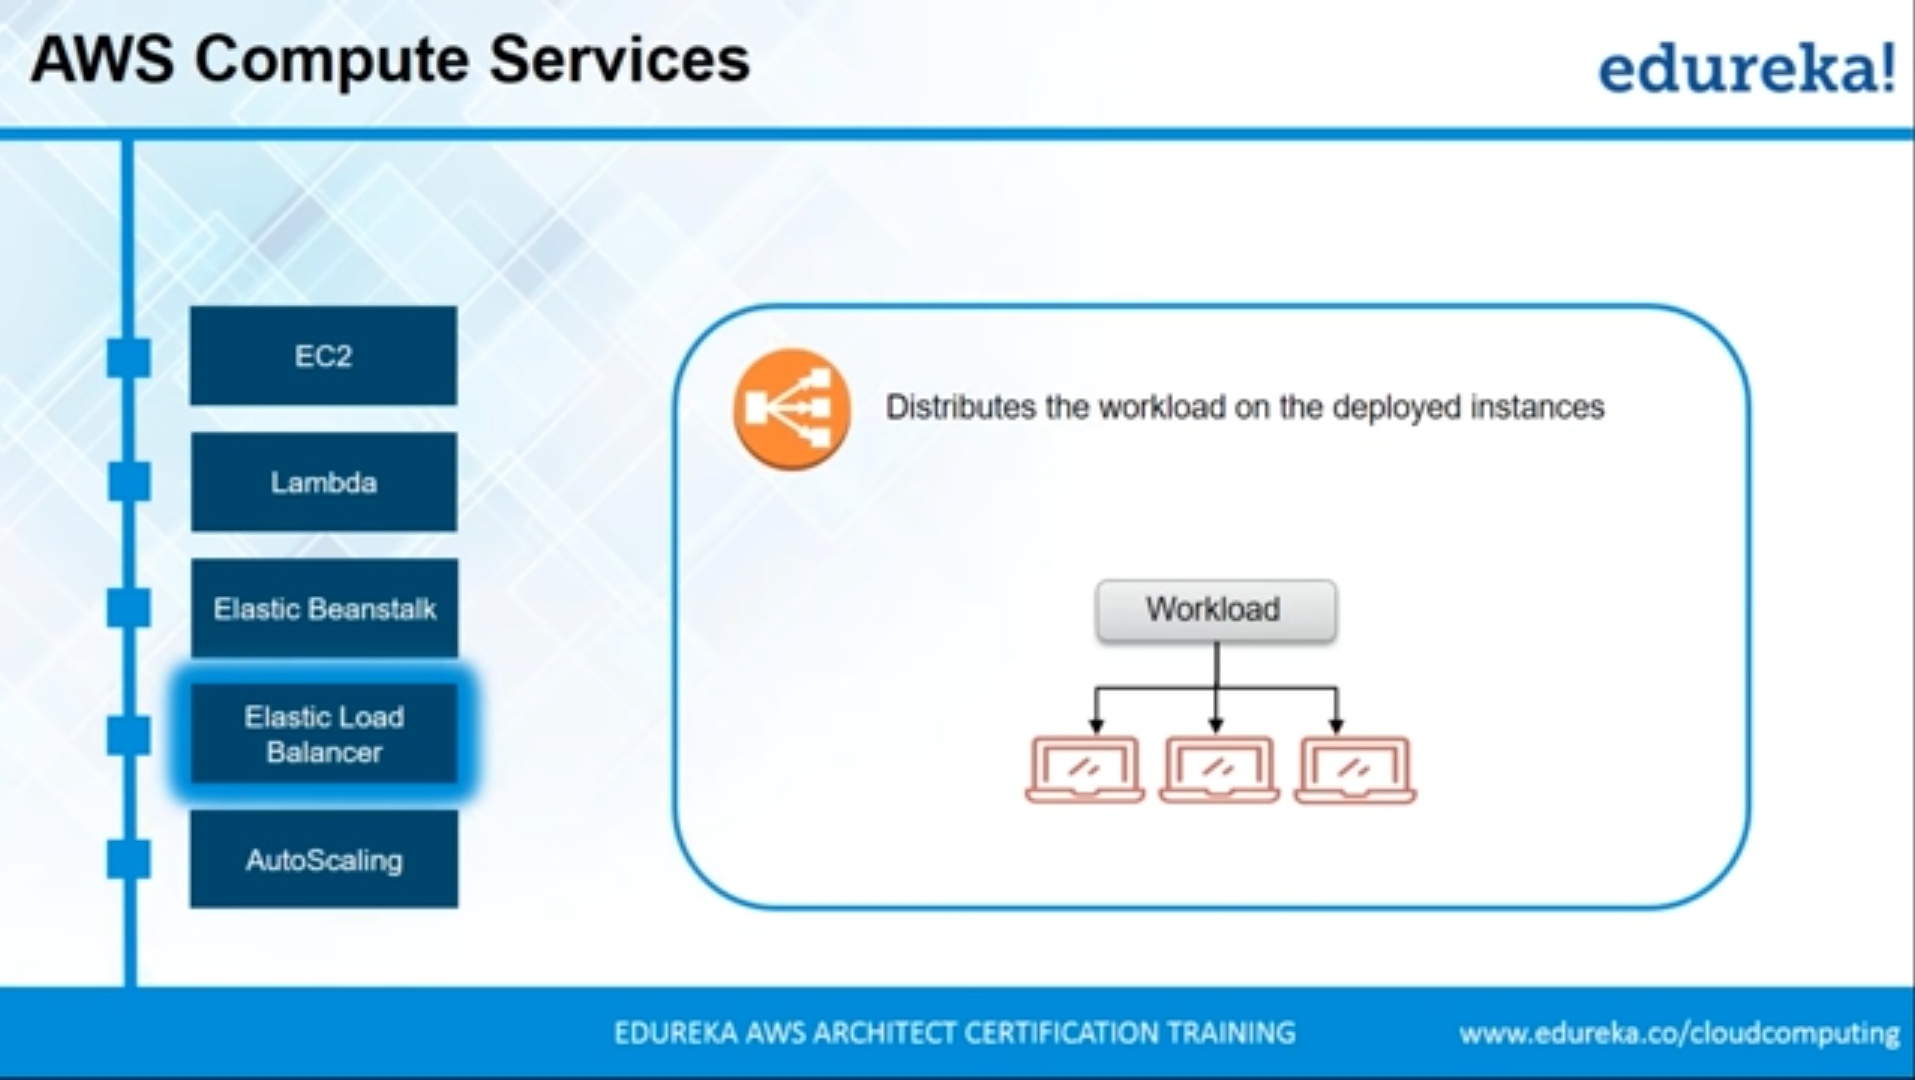 AWS Compute Services
edureka!
EC2
Lambda
Elastic Beanstalk
Elastic Load
Balancer
AutoScaling
Distributes the workload on the deployed instances
Workload
EDUREKA AWS ARCHITECT CERTIFICATION TRAINING
www.edureka.co/cloudcomputing